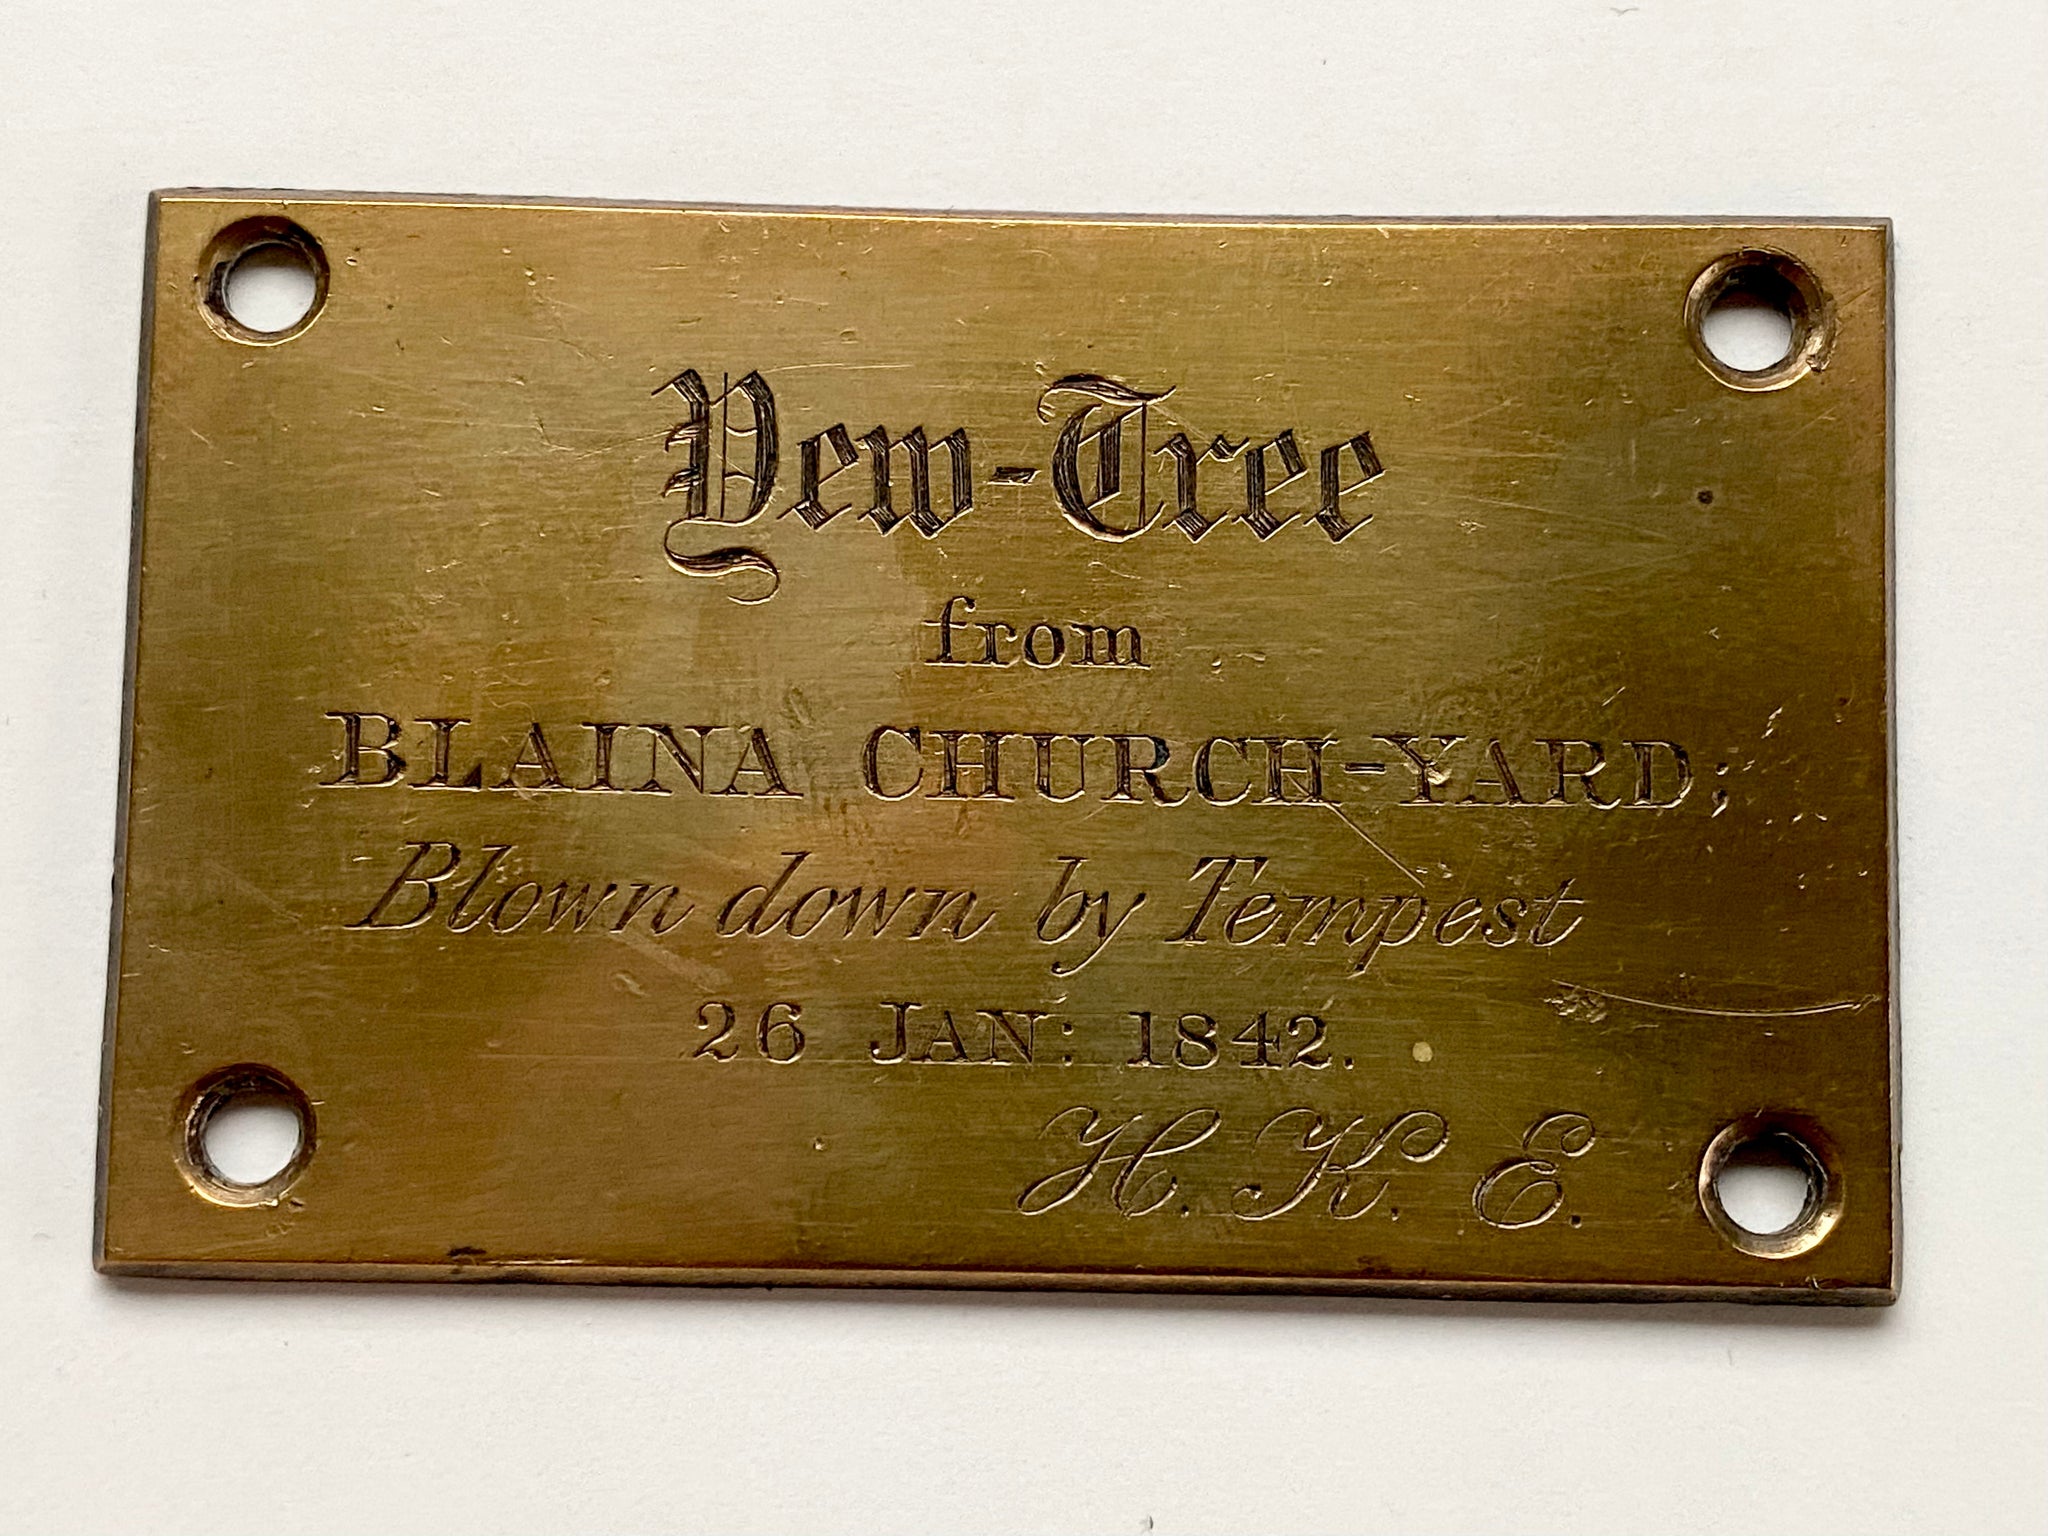 Yew-Tree
from
BLAINA CHURCH-YARD;
Blown down by Tempest
26 JAN: 1842.
H. K. E.